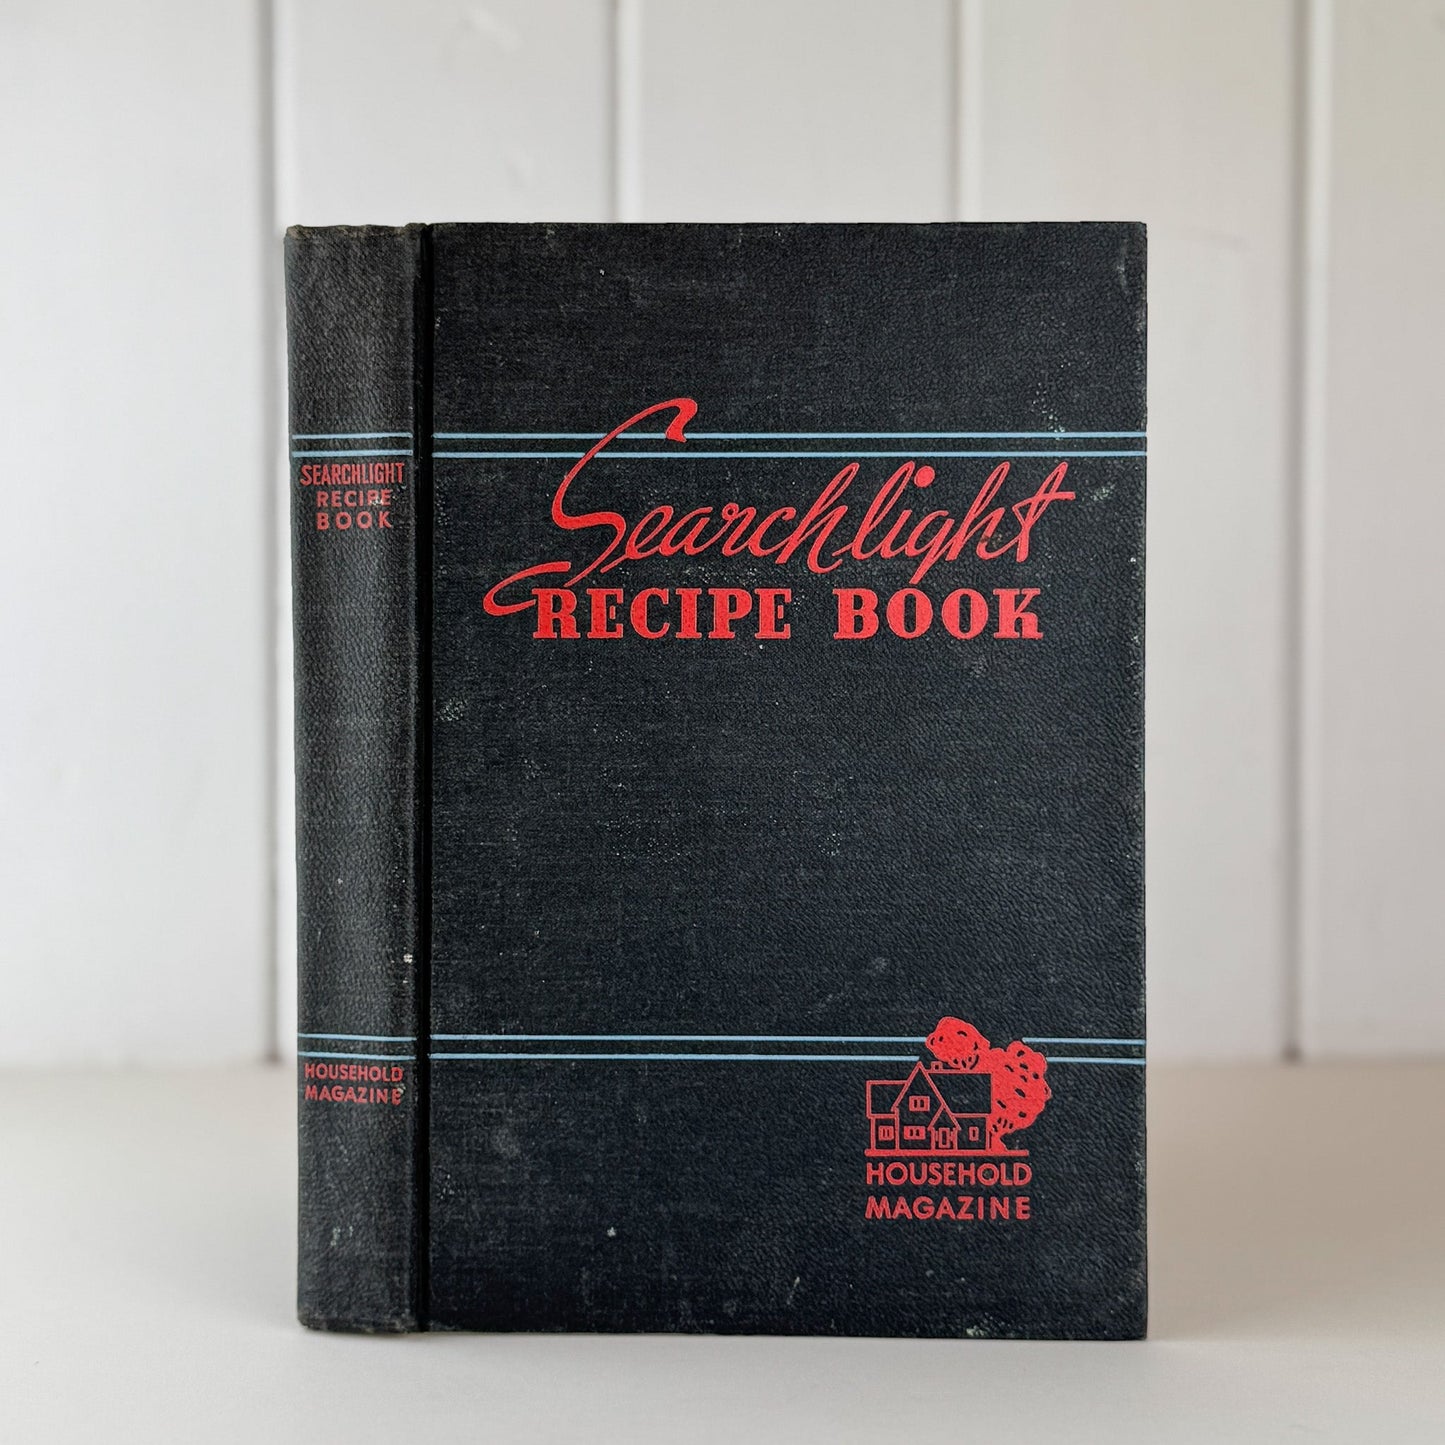 SEARCHLIGHT
RECIPE
BOOK
HOUSEHOLD
MAGAZINE
Searchlight
RECIPE BOOK
HOUSEHOLD
MAGAZINE